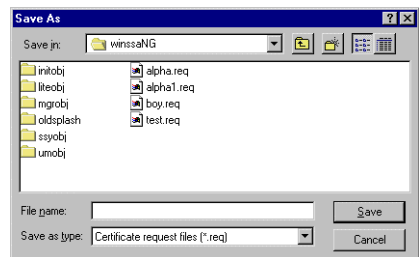 Save As
Save in: winssaNG
initobj alpha.req
liteobj alpha1.req
mgrobj boy.req
oldsplash test.req
ssyobj
umobj
File name: Save
Save as type: Certificate request files (*.req) Cancel